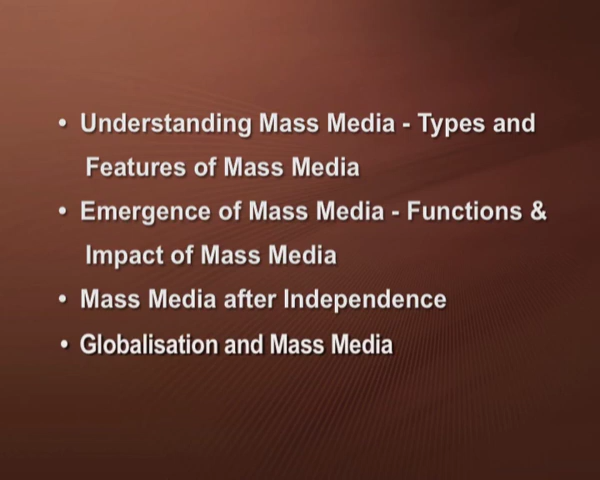 • Understanding Mass Media - Types and
Features of Mass Media
• Emergence of Mass Media - Functions &
Impact of Mass Media
• Mass Media after Independence
• Globalisation and Mass Media